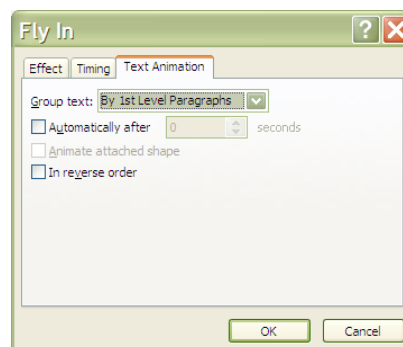 Fly In
Effect Timing Text Animation
Group text: By 1st Level Paragraphs
Automatically after 0 seconds
Animate attached shape
In reverse order
OK Cancel